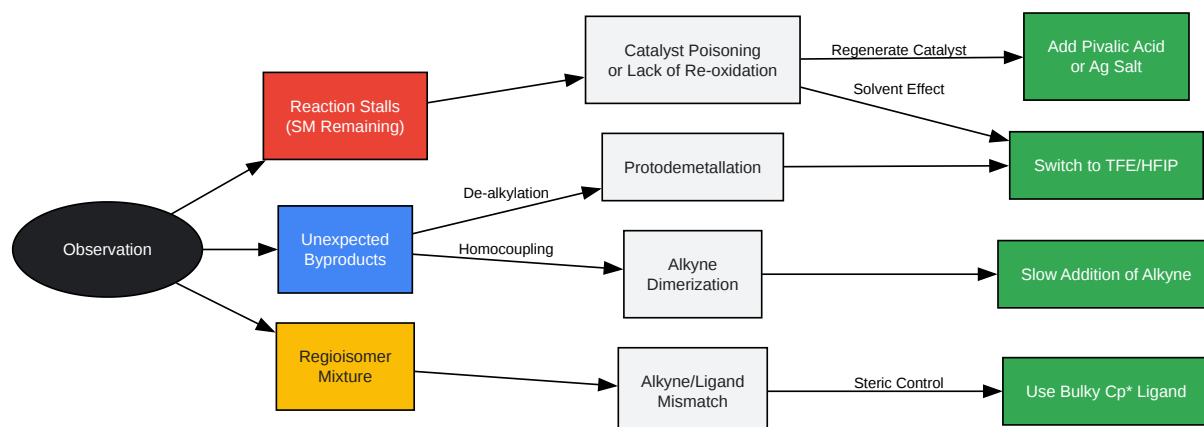 Observation
Reaction Stalls
(SM Remaining)
Unexpected
Byproducts
Regioisomer
Mixture
De-alkylation
Homocoupling
Catalyst Poisoning
or Lack of Re-oxidation
Protodemetallation
Alkyne
Dimerization
Alkyne/Ligand
Mismatch
Regenerate Catalyst
Solvent Effect
Steric Control
Add Pivalic Acid
or Ag Salt
Switch to TFE/HFIP
Slow Addition of Alkyne
Use Bulky Cp* Ligand